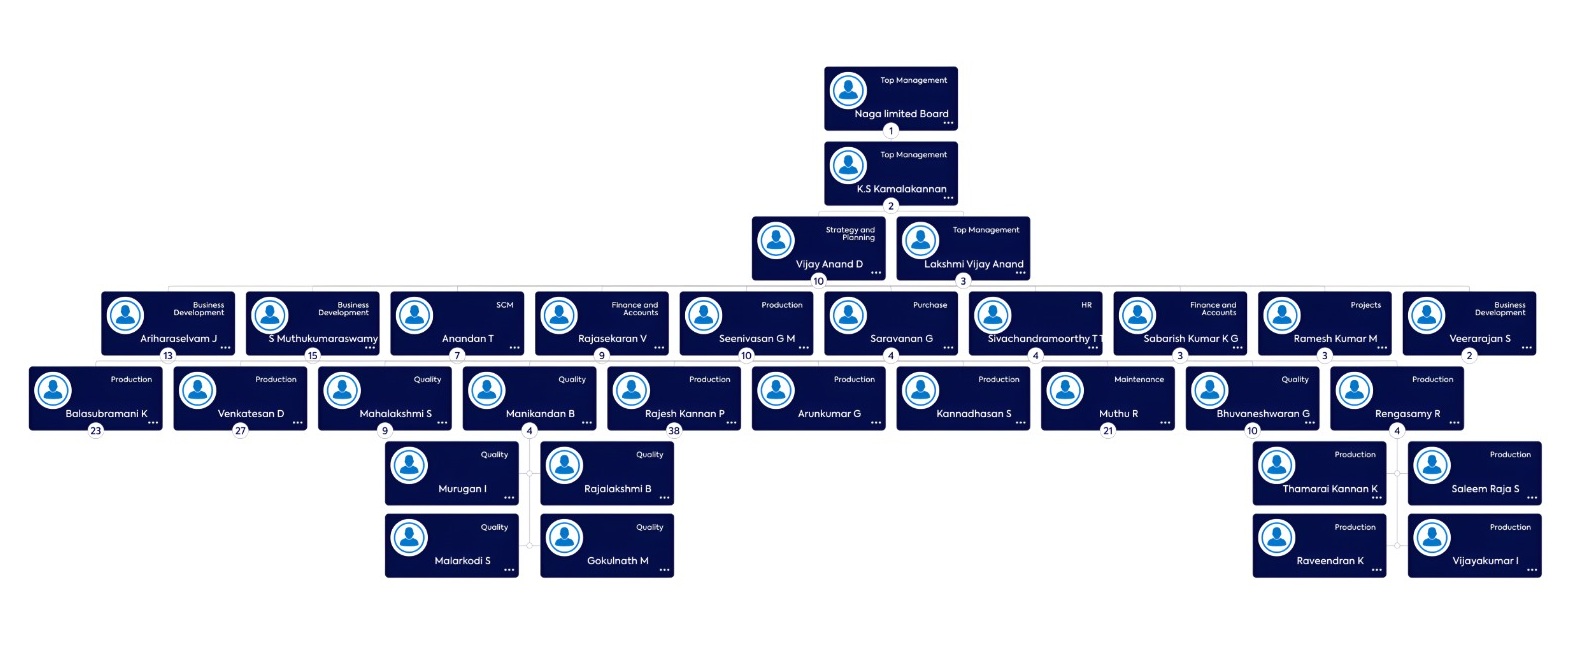 Top Management
Naga limited Board
1
Top Management
K.S Kamalakannan
2
Strategy and
Planning
Vijay Anand D
10
Top Management
Lakshmi Vijay Anand
3
Business
Development
Ariharaselvam J
13
Business
Development
S Muthukumaraswamy
15
SCM
Anandan T
7
Finance and
Accounts
Rajasekaran V
9
Production
Seenivasan G M
10
Purchase
Saravanan G
4
HR
Sivachandramoorthy T T
4
Finance and
Accounts
Sabarish Kumar K G
3
Projects
Ramesh Kumar M
3
Business
Development
Veerarajan S
2
Production
Balasubramani K
23
Production
Venkatesan D
27
Quality
Mahalakshmi S
9
Quality
Manikandan B
4
Production
Rajesh Kannan P
38
Production
Arunkumar G
Production
Kannadhasan S
Maintenance
Muthu R
21
Quality
Bhuvaneshwaran G
10
Production
Rengasamy R
4
Quality
Murugan I
Quality
Rajalakshmi B
Production
Thamarai Kannan K
Production
Saleem Raja S
Quality
Malarkodi S
Quality
Gokulnath M
Production
Raveendran K
Production
Vijayakumar I